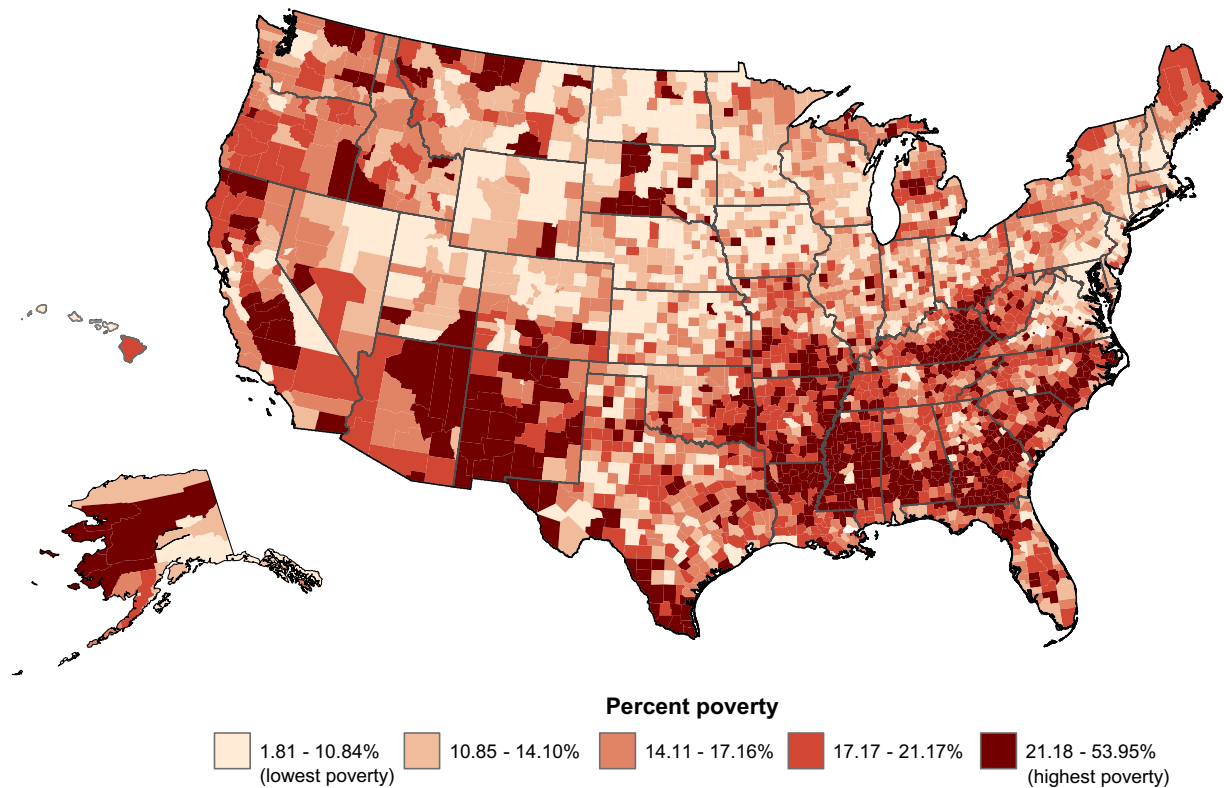 Percent poverty
1.81 - 10.84% 10.85 - 14.10% 14.11 - 17.16% 17.17 - 21.17% 21.18 - 53.95%
(lowest poverty) (highest poverty)